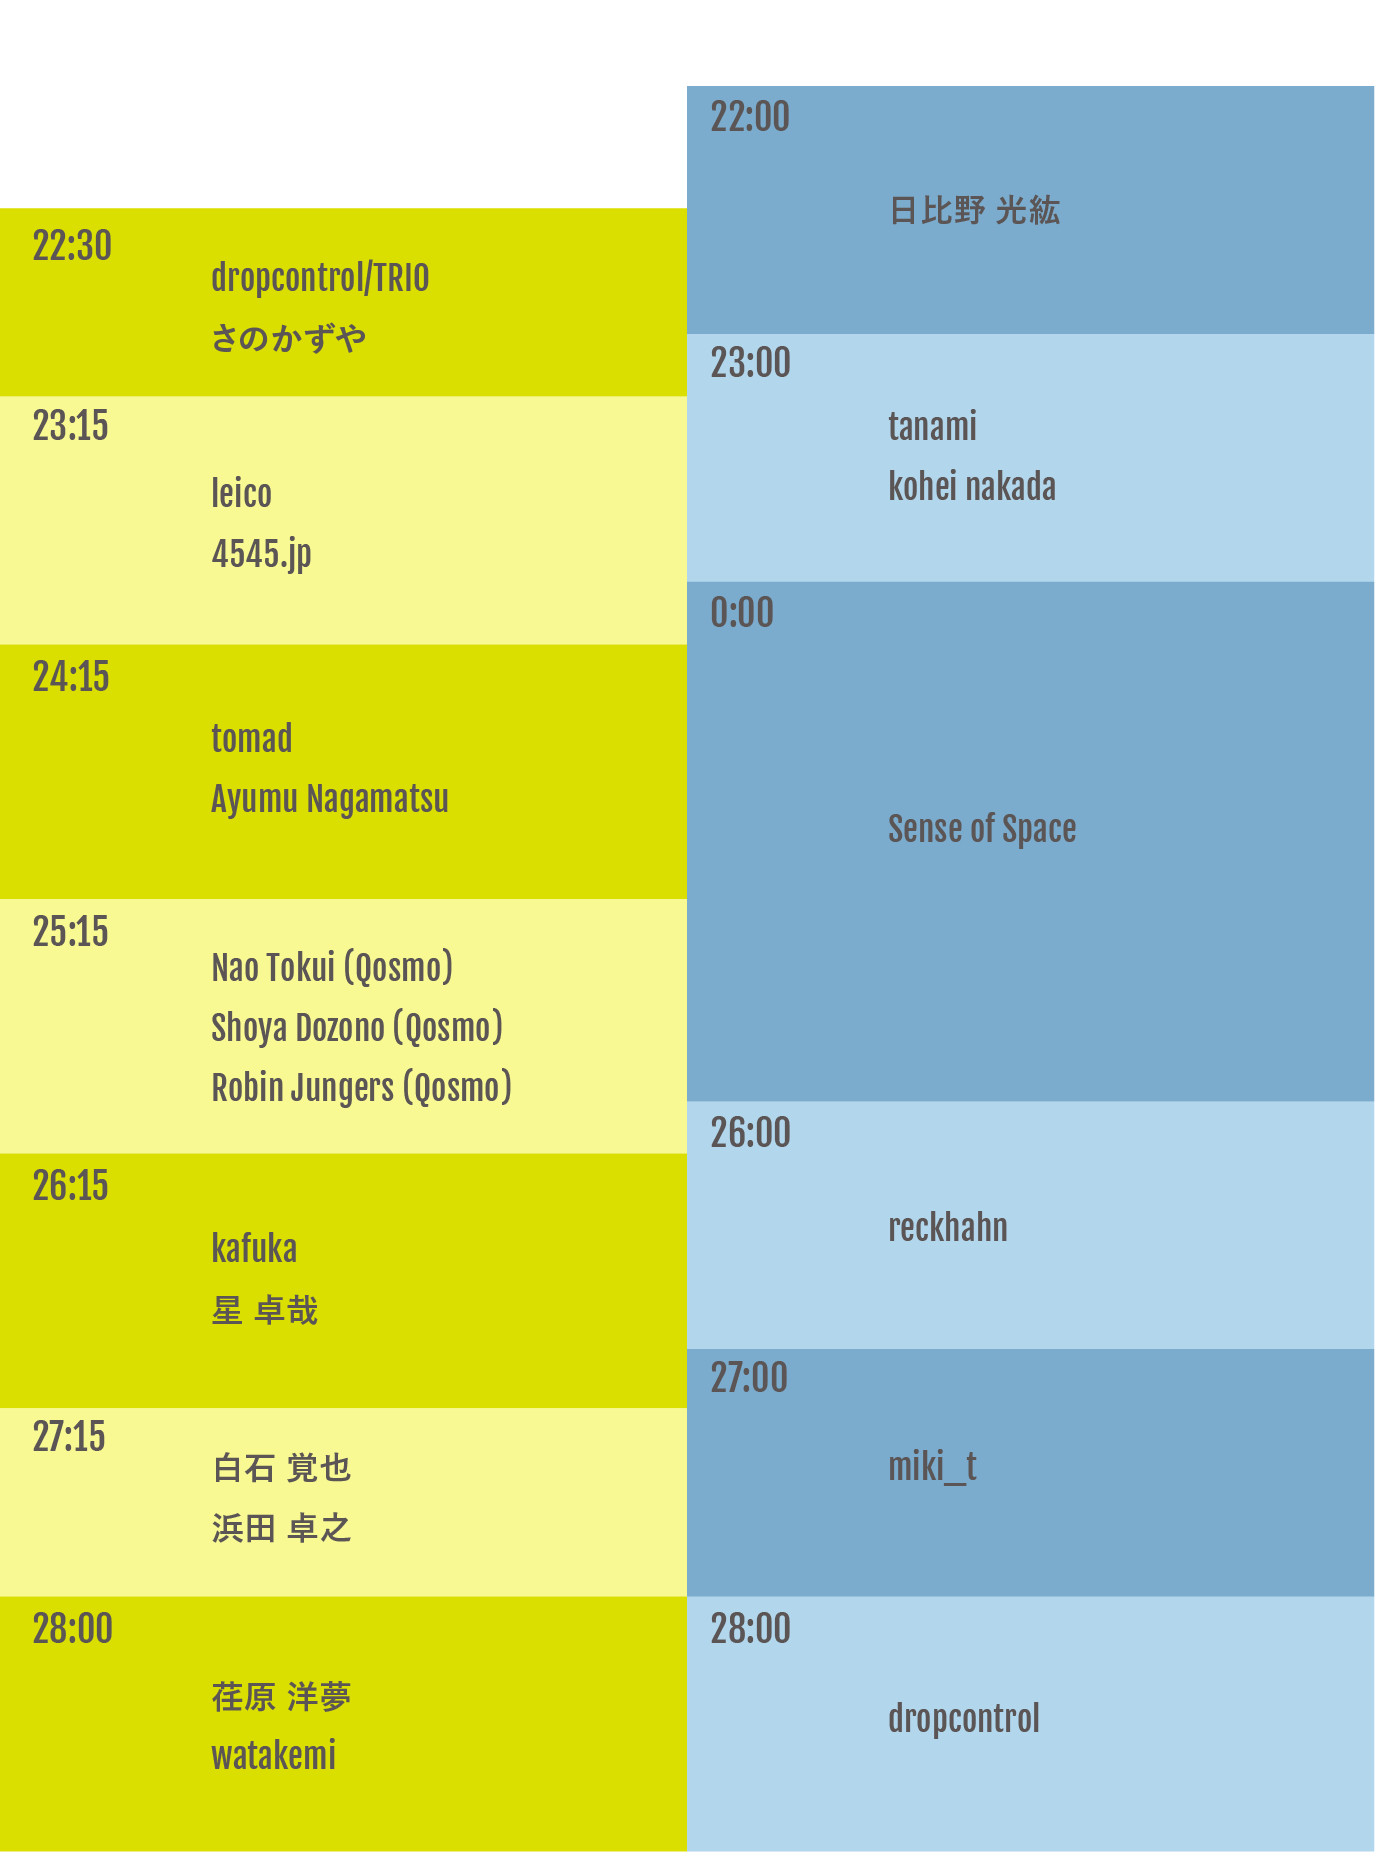 22:30
dropcontrol/TRIO
さのかずや
23:15
leico
4545.jp
24:15
tomad
Ayumu Nagamatsu
25:15
Nao Tokui (Qosmo)
Shoya Dozono (Qosmo)
Robin Jungers (Qosmo)
26:15
kafuka
星 卓哉
27:15
白石 覚也
浜田 卓之
28:00
荏原 洋夢
watakemi
22:00
日比野 光紘
23:00
tanami
kohei nakada
0:00
Sense of Space
26:00
reckhahn
27:00
miki_t
28:00
dropcontrol